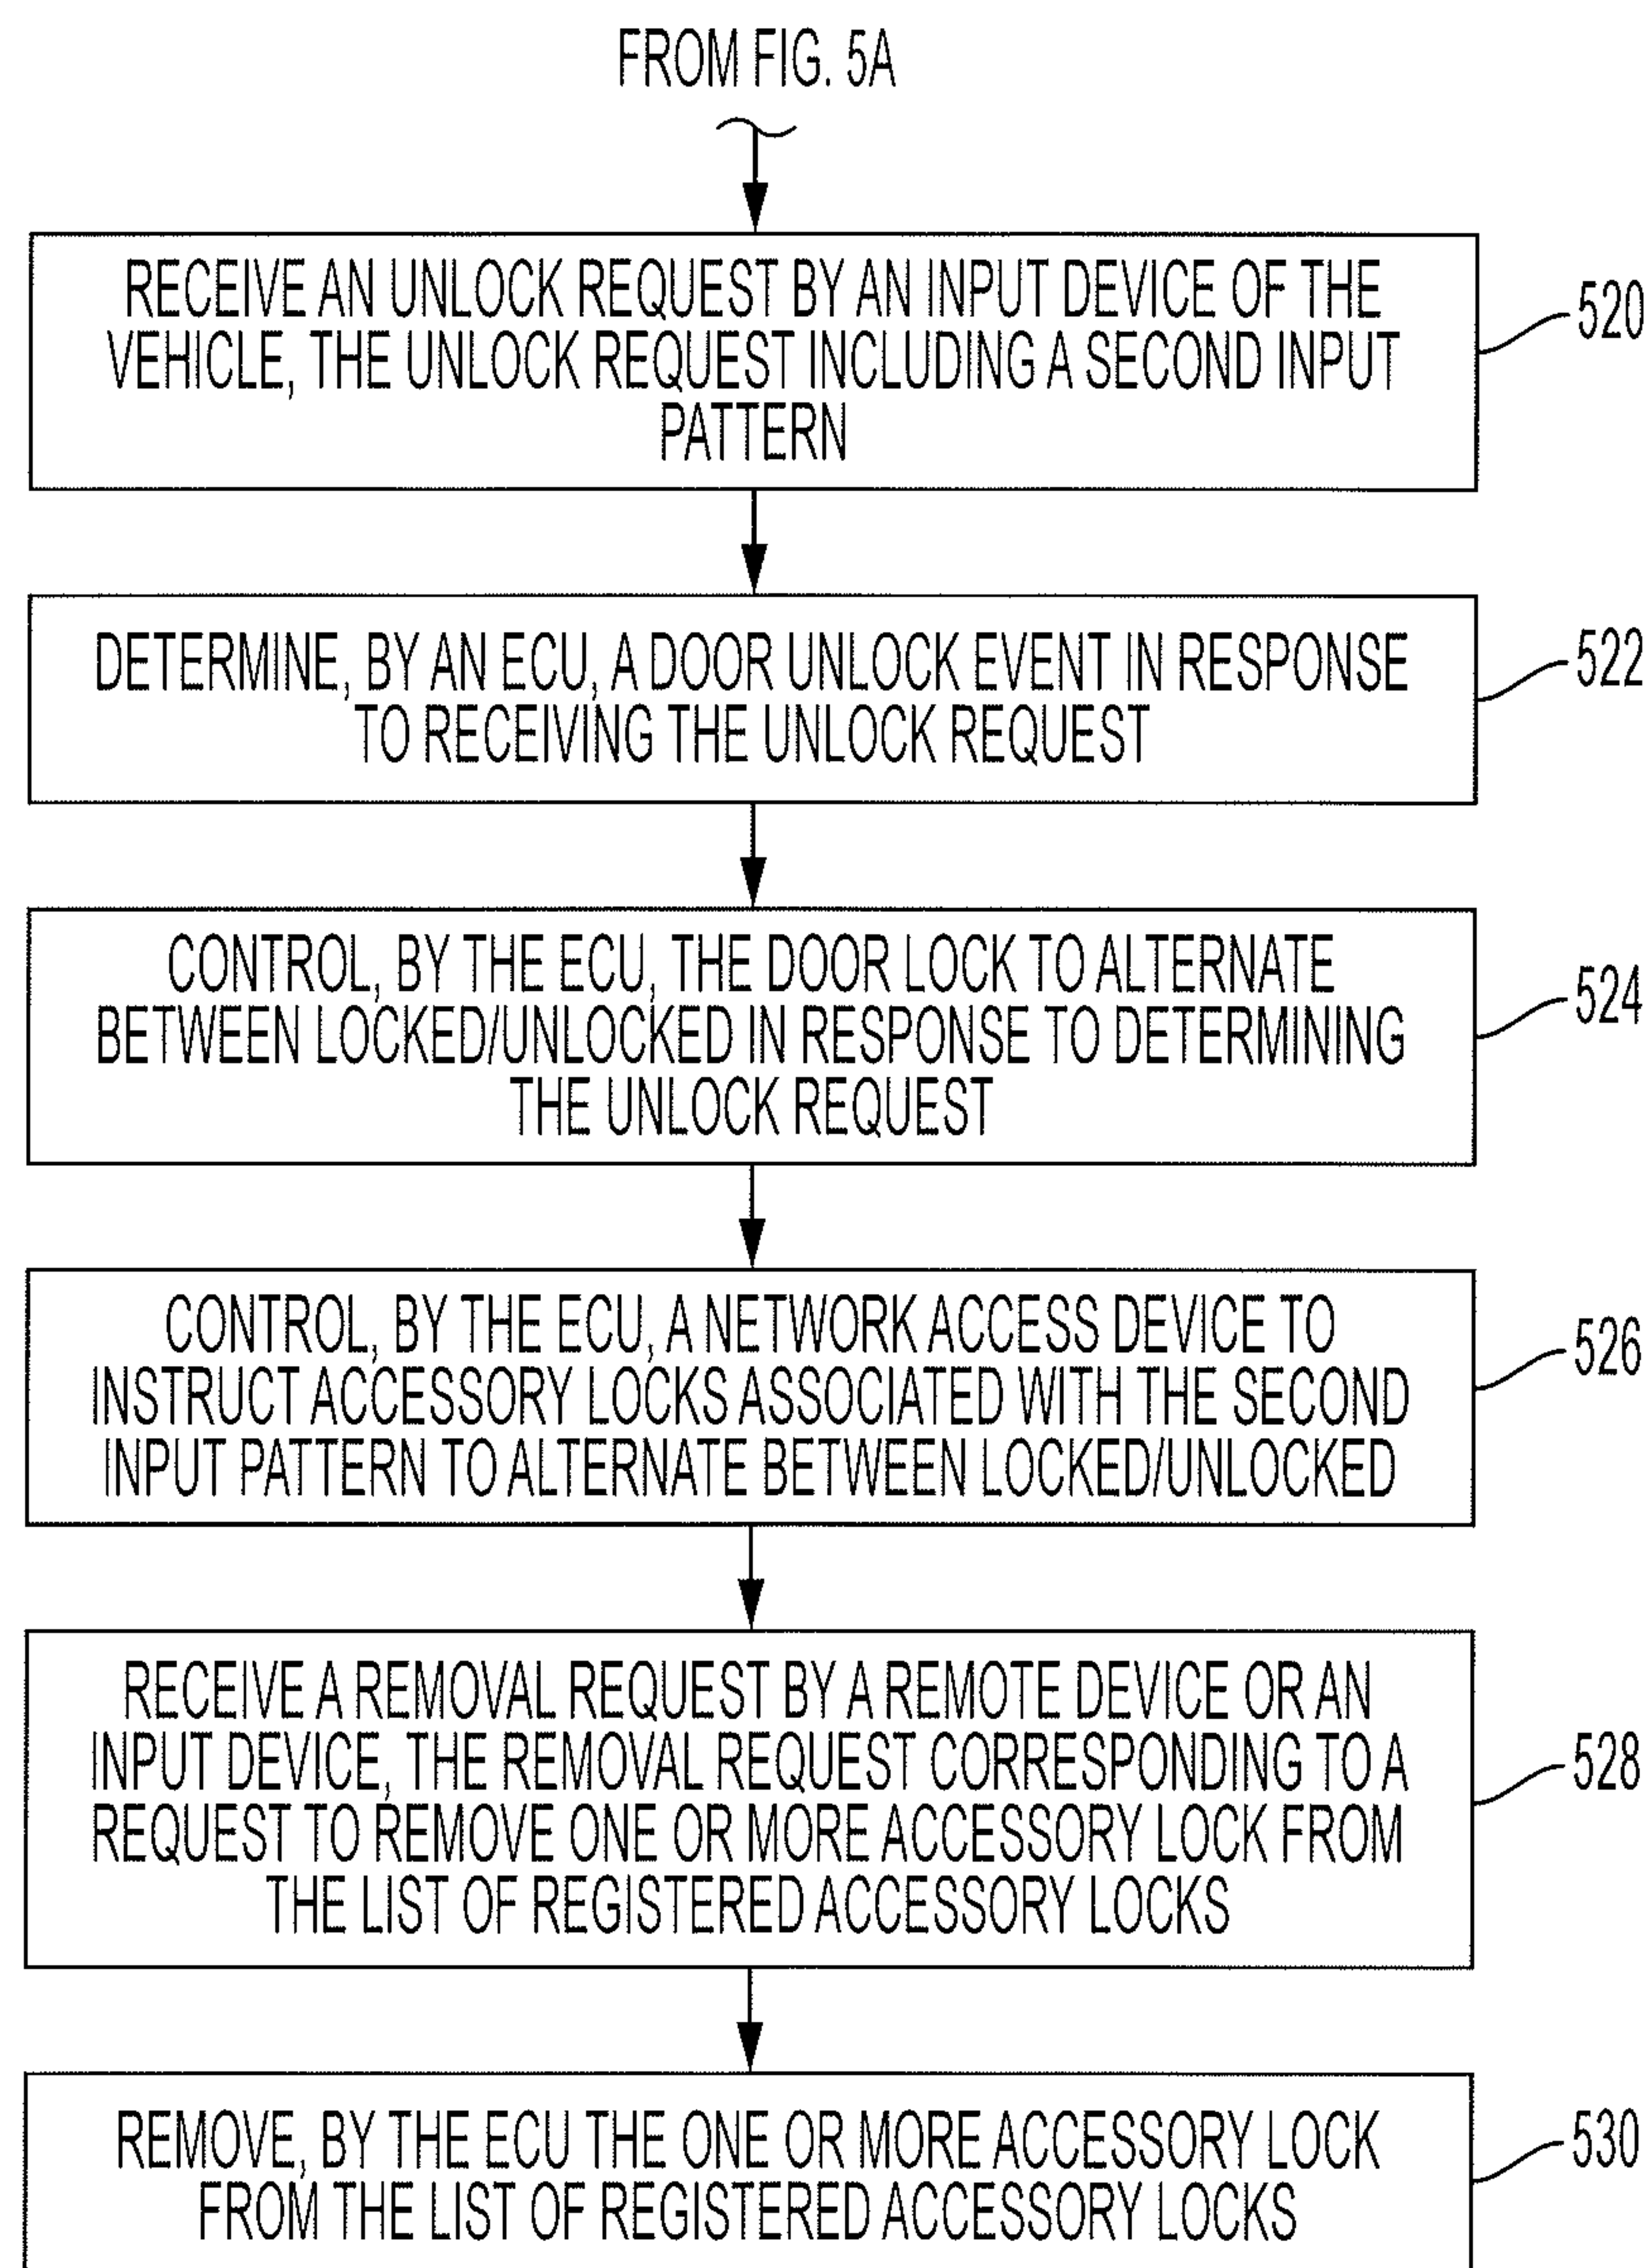 FROM FIG. 5A
RECEIVE AN UNLOCK REQUEST BY AN INPUT DEVICE OF THE
VEHICLE, THE UNLOCK REQUEST INCLUDING A SECOND INPUT
PATTERN
520
DETERMINE, BY AN ECU, A DOOR UNLOCK EVENT IN RESPONSE
TO RECEIVING THE UNLOCK REQUEST
522
CONTROL, BY THE ECU, THE DOOR LOCK TO ALTERNATE
BETWEEN LOCKED/UNLOCKED IN RESPONSE TO DETERMINING
THE UNLOCK REQUEST
524
CONTROL, BY THE ECU, A NETWORK ACCESS DEVICE TO
INSTRUCT ACCESSORY LOCKS ASSOCIATED WITH THE SECOND
INPUT PATTERN TO ALTERNATE BETWEEN LOCKED/UNLOCKED
526
RECEIVE A REMOVAL REQUEST BY A REMOTE DEVICE OR AN
INPUT DEVICE, THE REMOVAL REQUEST CORRESPONDING TO A
REQUEST TO REMOVE ONE OR MORE ACCESSORY LOCK FROM
THE LIST OF REGISTERED ACCESSORY LOCKS
528
REMOVE, BY THE ECU THE ONE OR MORE ACCESSORY LOCK
FROM THE LIST OF REGISTERED ACCESSORY LOCKS
530